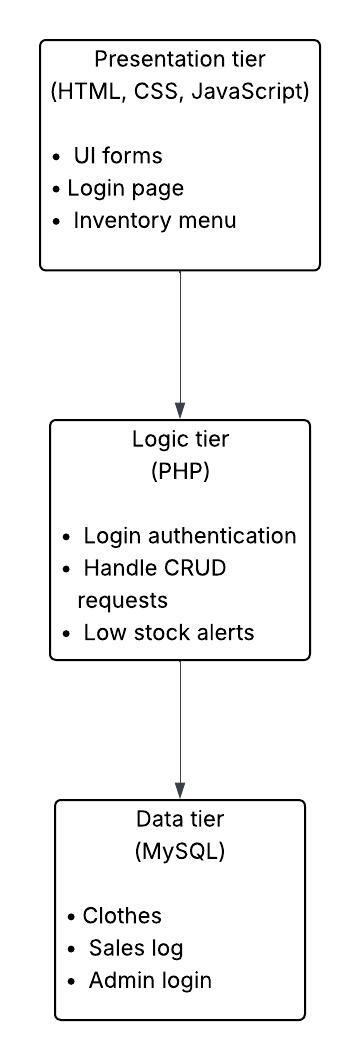 Presentation tier
(HTML, CSS, JavaScript)
• UI forms
• Login page
• Inventory menu
Logic tier
(PHP)
• Login authentication
• Handle CRUD
requests
• Low stock alerts
Data tier
(MySQL)
• Clothes
• Sales log
• Admin login